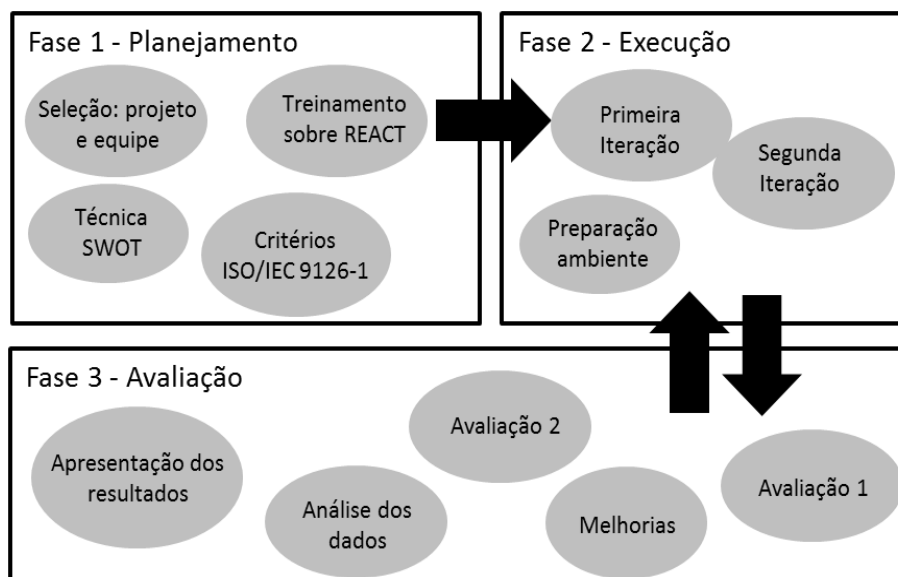 Fase 1 - Planejamento
Seleção: projeto
e equipe
Treinamento
sobre REACT
Técnica
SWOT
Critérios
ISO/IEC 9126-1
Fase 2 - Execução
Primeira
Iteração
Segunda
Iteração
Preparação
ambiente
Fase 3 - Avaliação
Apresentação dos
resultados
Análise dos
dados
Avaliação 2
Melhorias
Avaliação 1